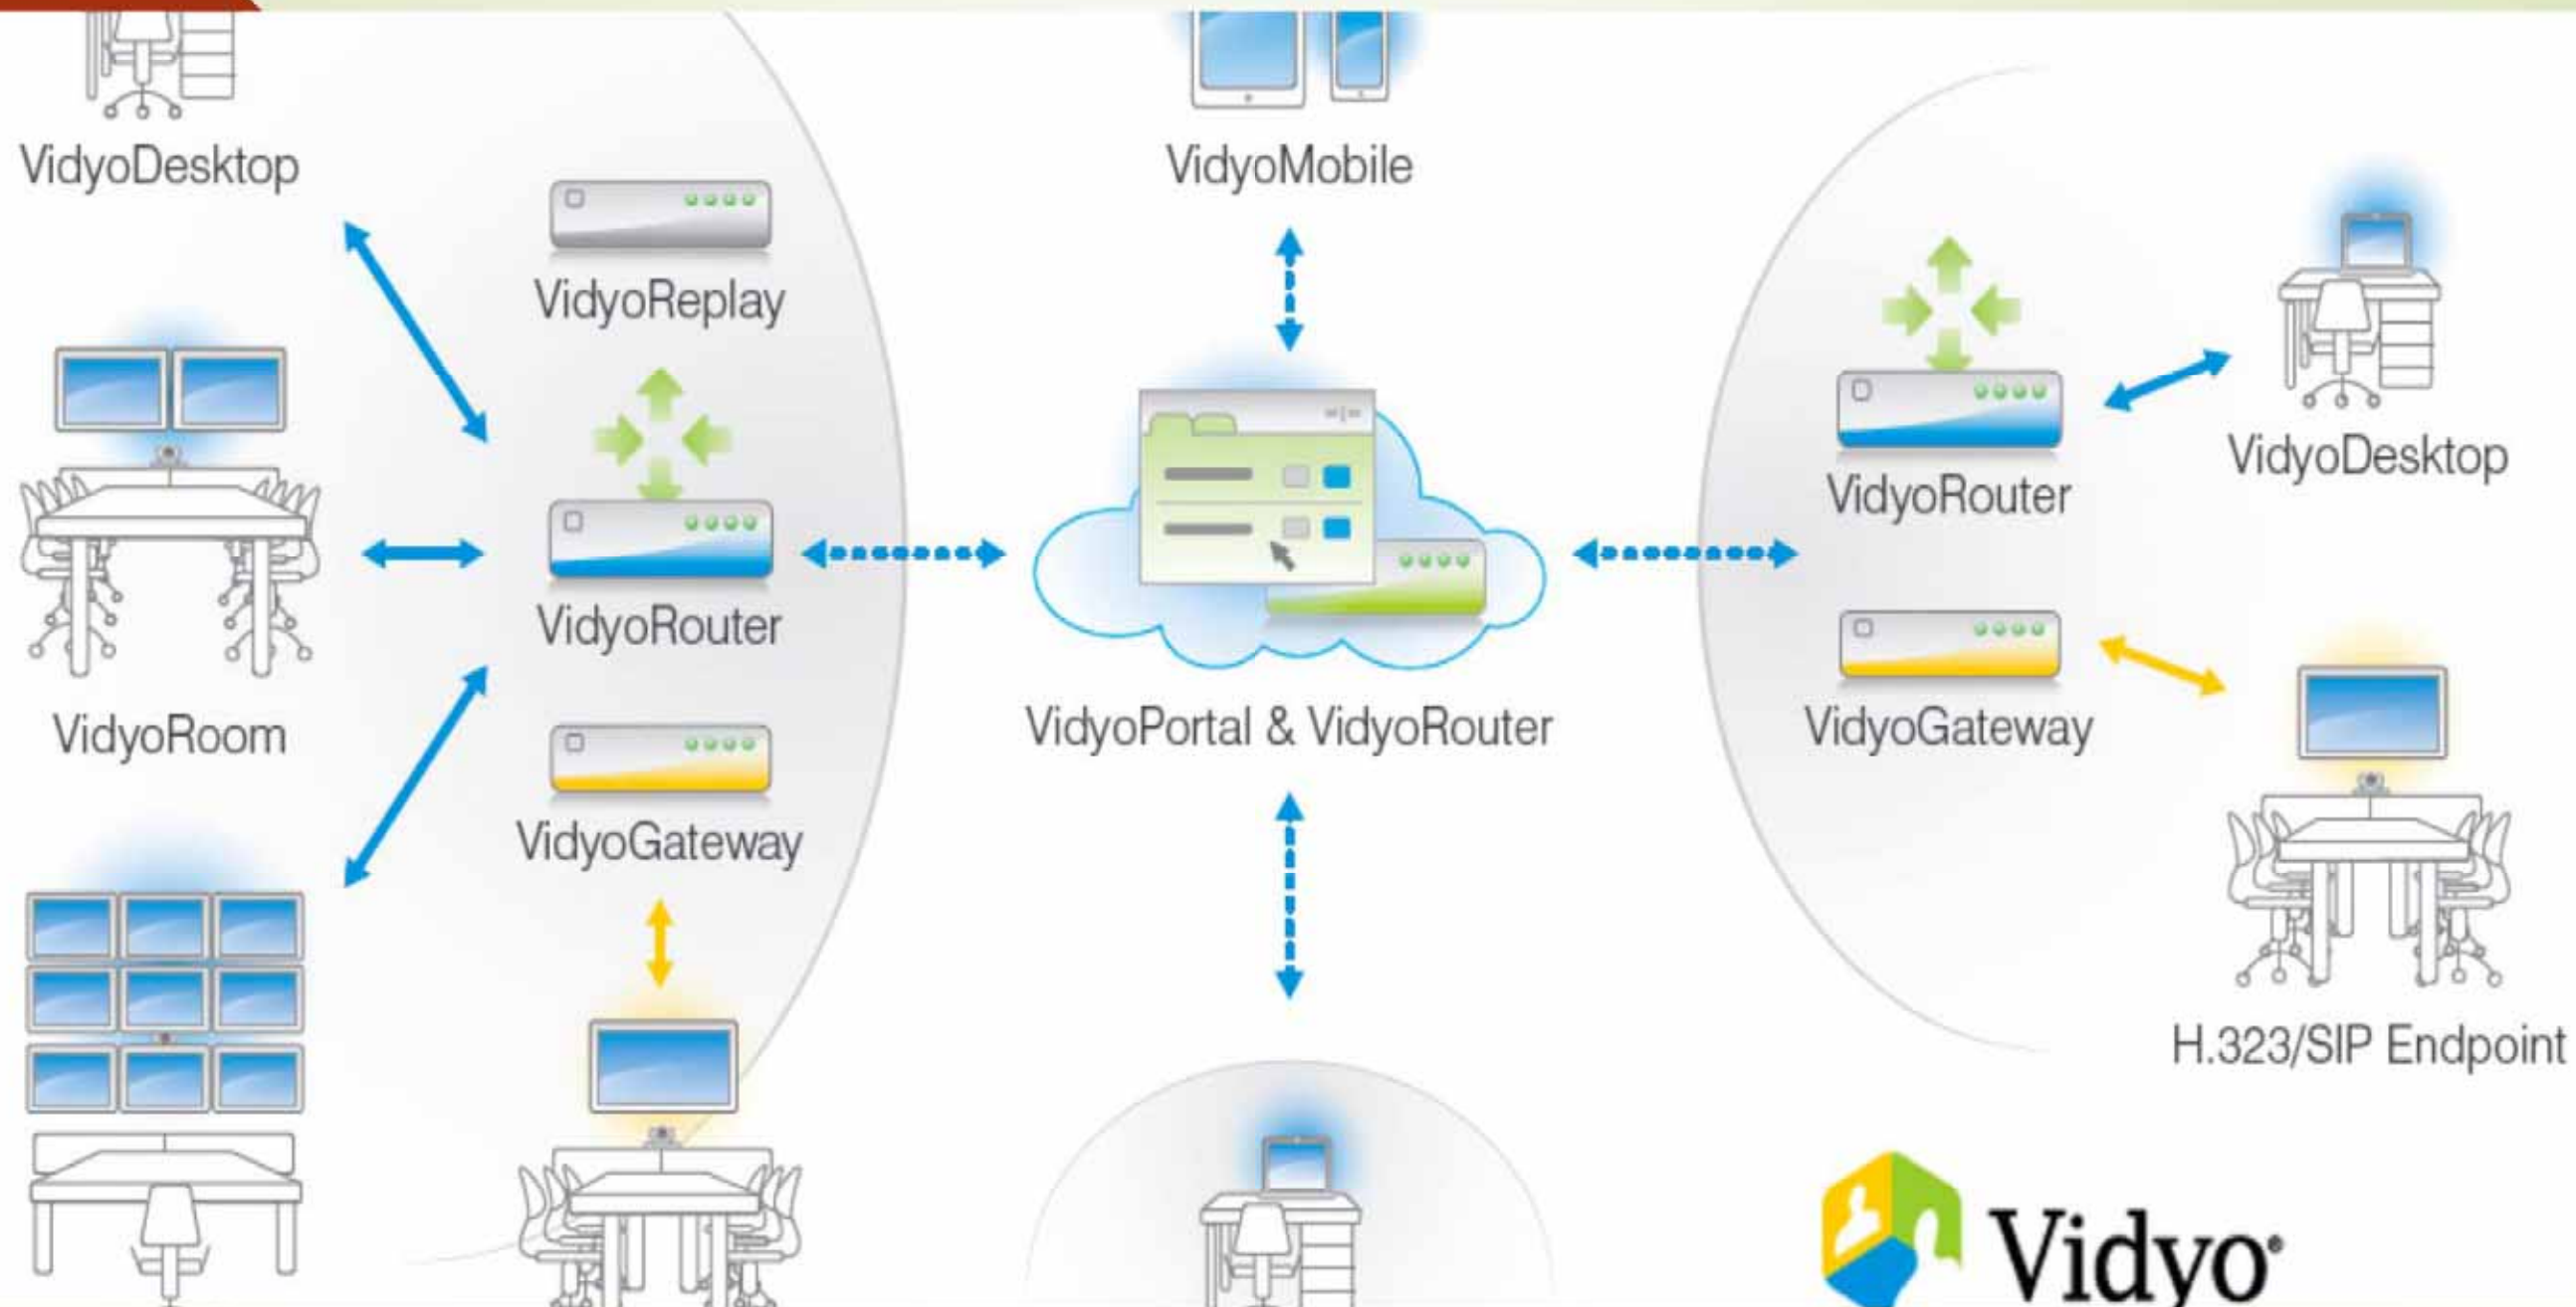 VidyoDesktop
VidyoMobile
VidyoReplay
VidyoDesktop
VidyoRouter
VidyoRouter
VidyoRoom
VidyoPortal & VidyoRouter
VidyoGateway
VidyoGateway
H.323/SIP Endpoint
Vidyo®